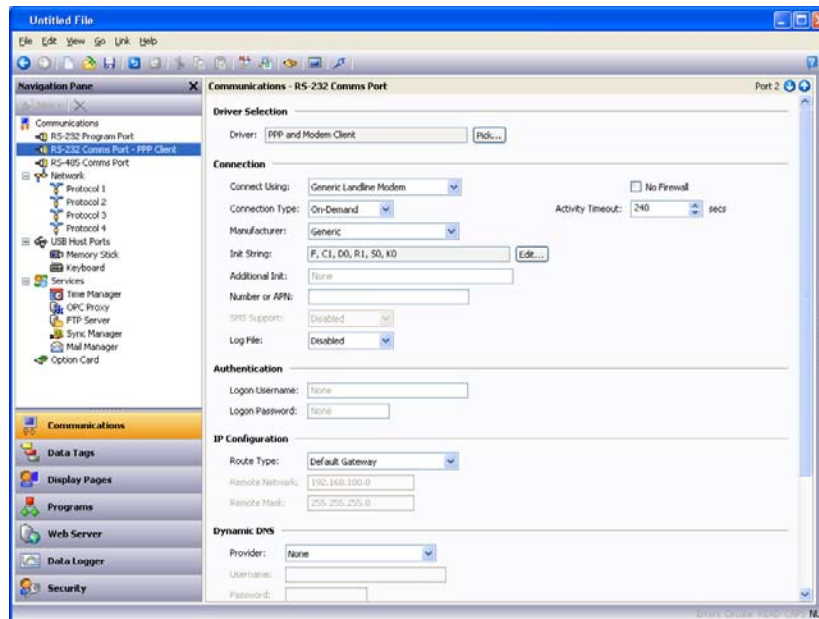 Untitled File
File Edit View Go Link Help
Navigation Pane X
Communications - RS-232 Comms Port
Port 2
Communications
RS-232 Program Port
RS-232 Comms Port - PPP Client
RS-485 Comms Port
Network
Protocol 1
Protocol 2
Protocol 3
Protocol 4
USB Host Ports
Memory Stick
Keyboard
Services
Time Manager
OPC Proxy
FTP Server
Sync Manager
Mail Manager
Option Card
Communications
Data Tags
Display Pages
Programs
Web Server
Data Logger
Security
Driver Selection
Driver: PPP and Modem Client Pick...
Connection
Connect Using: Generic Landline Modem No Firewall
Connection Type: On-Demand Activity Timeout: 240 secs
Manufacturer: Generic
Init String: F, C1, D0, R1, S0, K0 Edit...
Additional Init: None
Number or APN:
SMS Support: Disabled
Log File: Disabled
Authentication
Logon Username: None
Logon Password: None
IP Configuration
Route Type: Default Gateway
Remote Network: 192.168.100.0
Remote Mask: 255.255.255.0
Dynamic DNS
Provider: None
Username:
Password:
Errors Circular READ CAPS